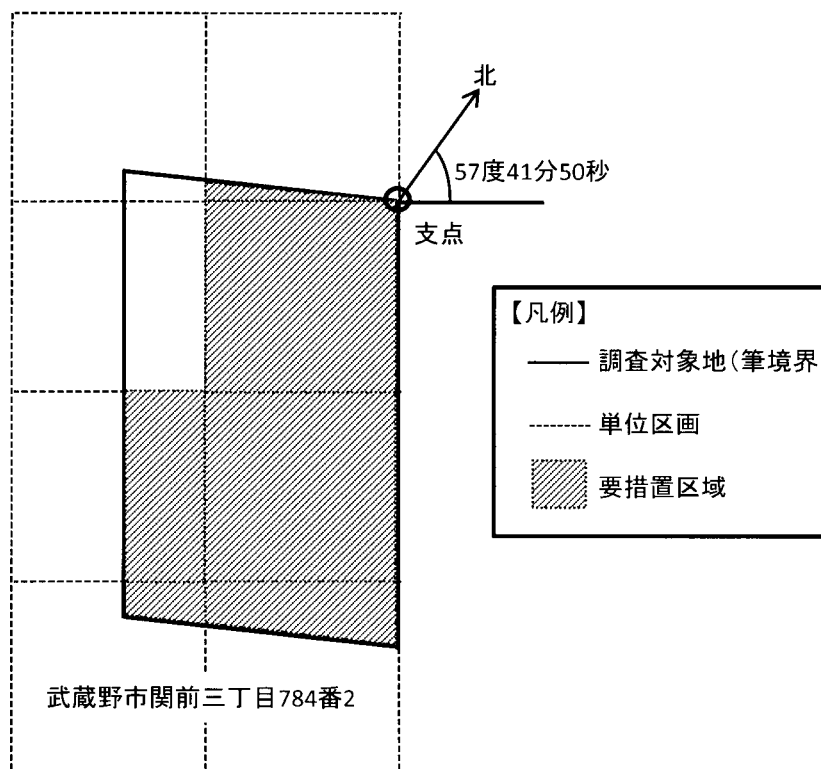 北
57度41分50秒
支点
【凡例】
調査対象地(筆境界
単位区画
要措置区域
武蔵野市関前三丁目784番2